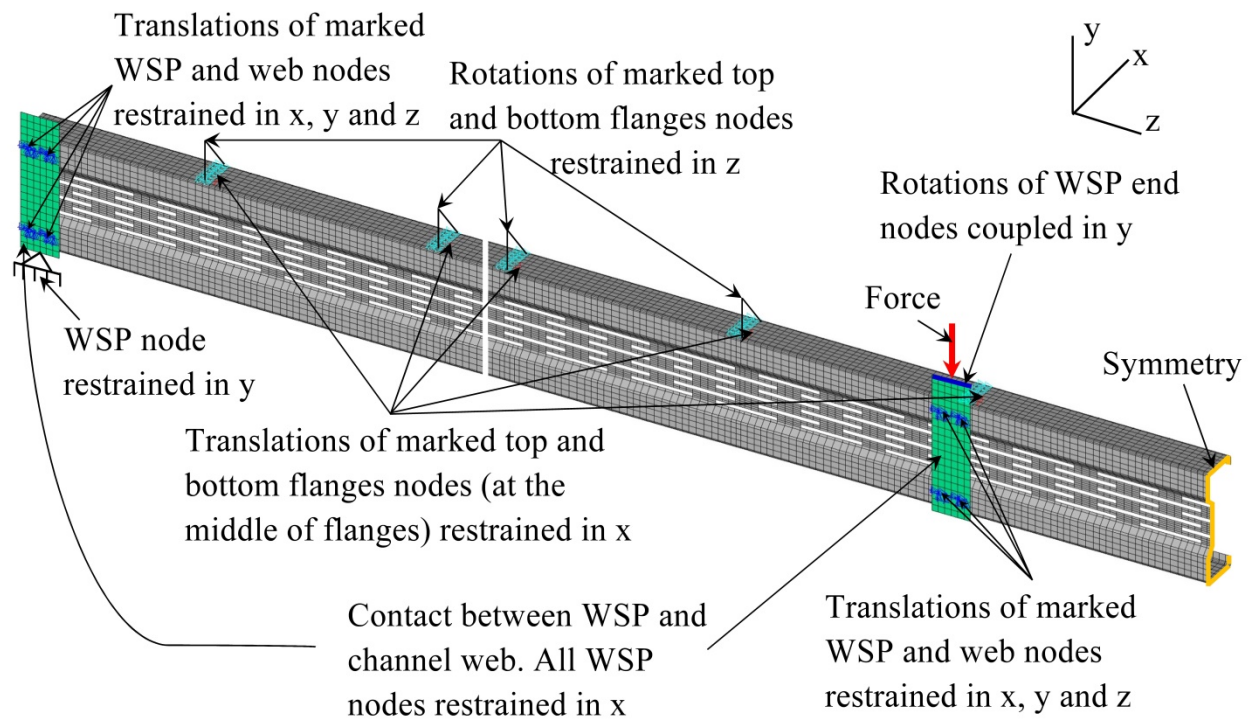 Translations of marked
WSP and web nodes
restrained in x, y and z
Rotations of marked top
and bottom flanges nodes
restrained in z
y
x
z
Rotations of WSP end
nodes coupled in y
Force
Symmetry
WSP node
restrained in y
Translations of marked top and
bottom flanges nodes (at the
middle of flanges) restrained in x
Contact between WSP and
channel web. All WSP
nodes restrained in x
Translations of marked
WSP and web nodes
restrained in x, y and z